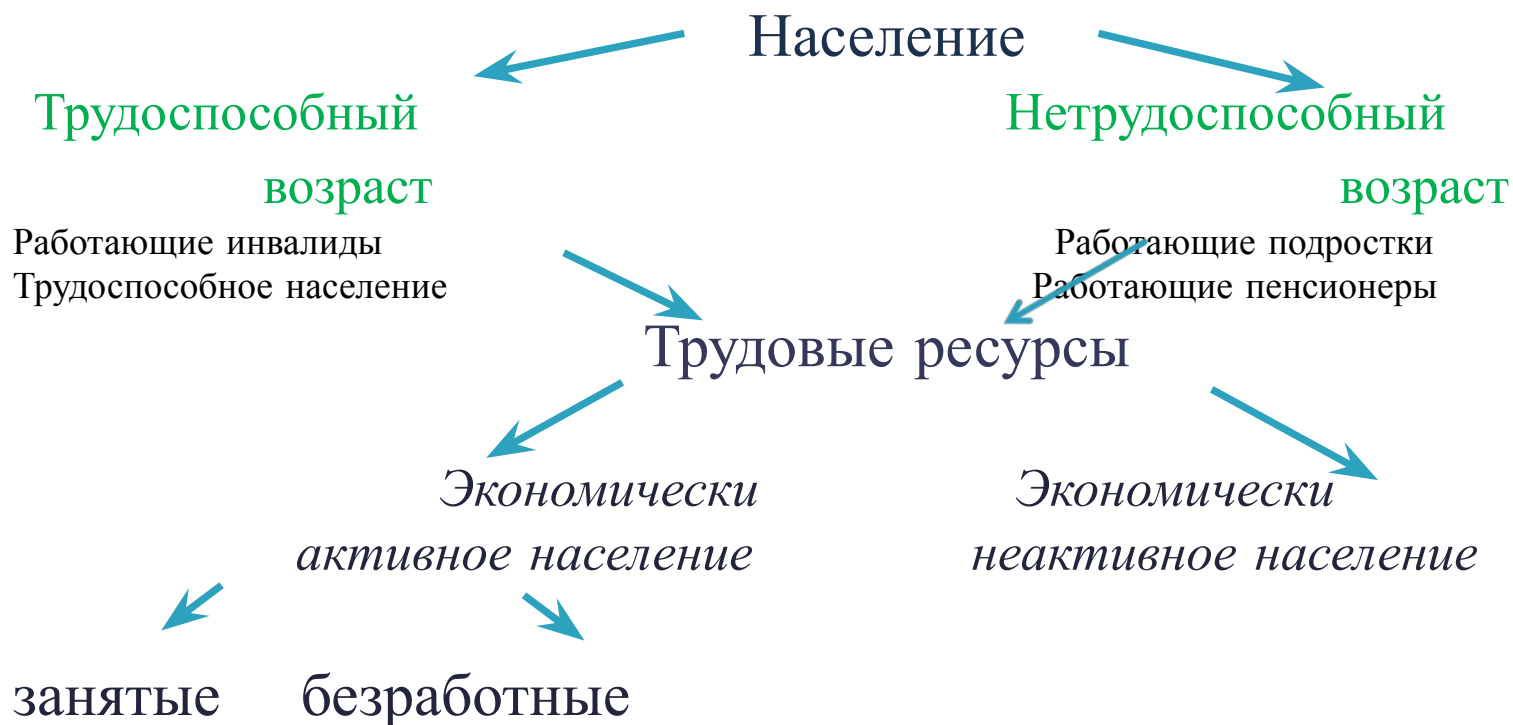 Население
Трудоспособный
возраст
Нетрудоспособный
возраст
Работающие инвалиды
Трудоспособное население
Работающие подростки
Работающие пенсионеры
Трудовые ресурсы
Экономически
активное население
Экономически
неактивное население
занятые
безработные